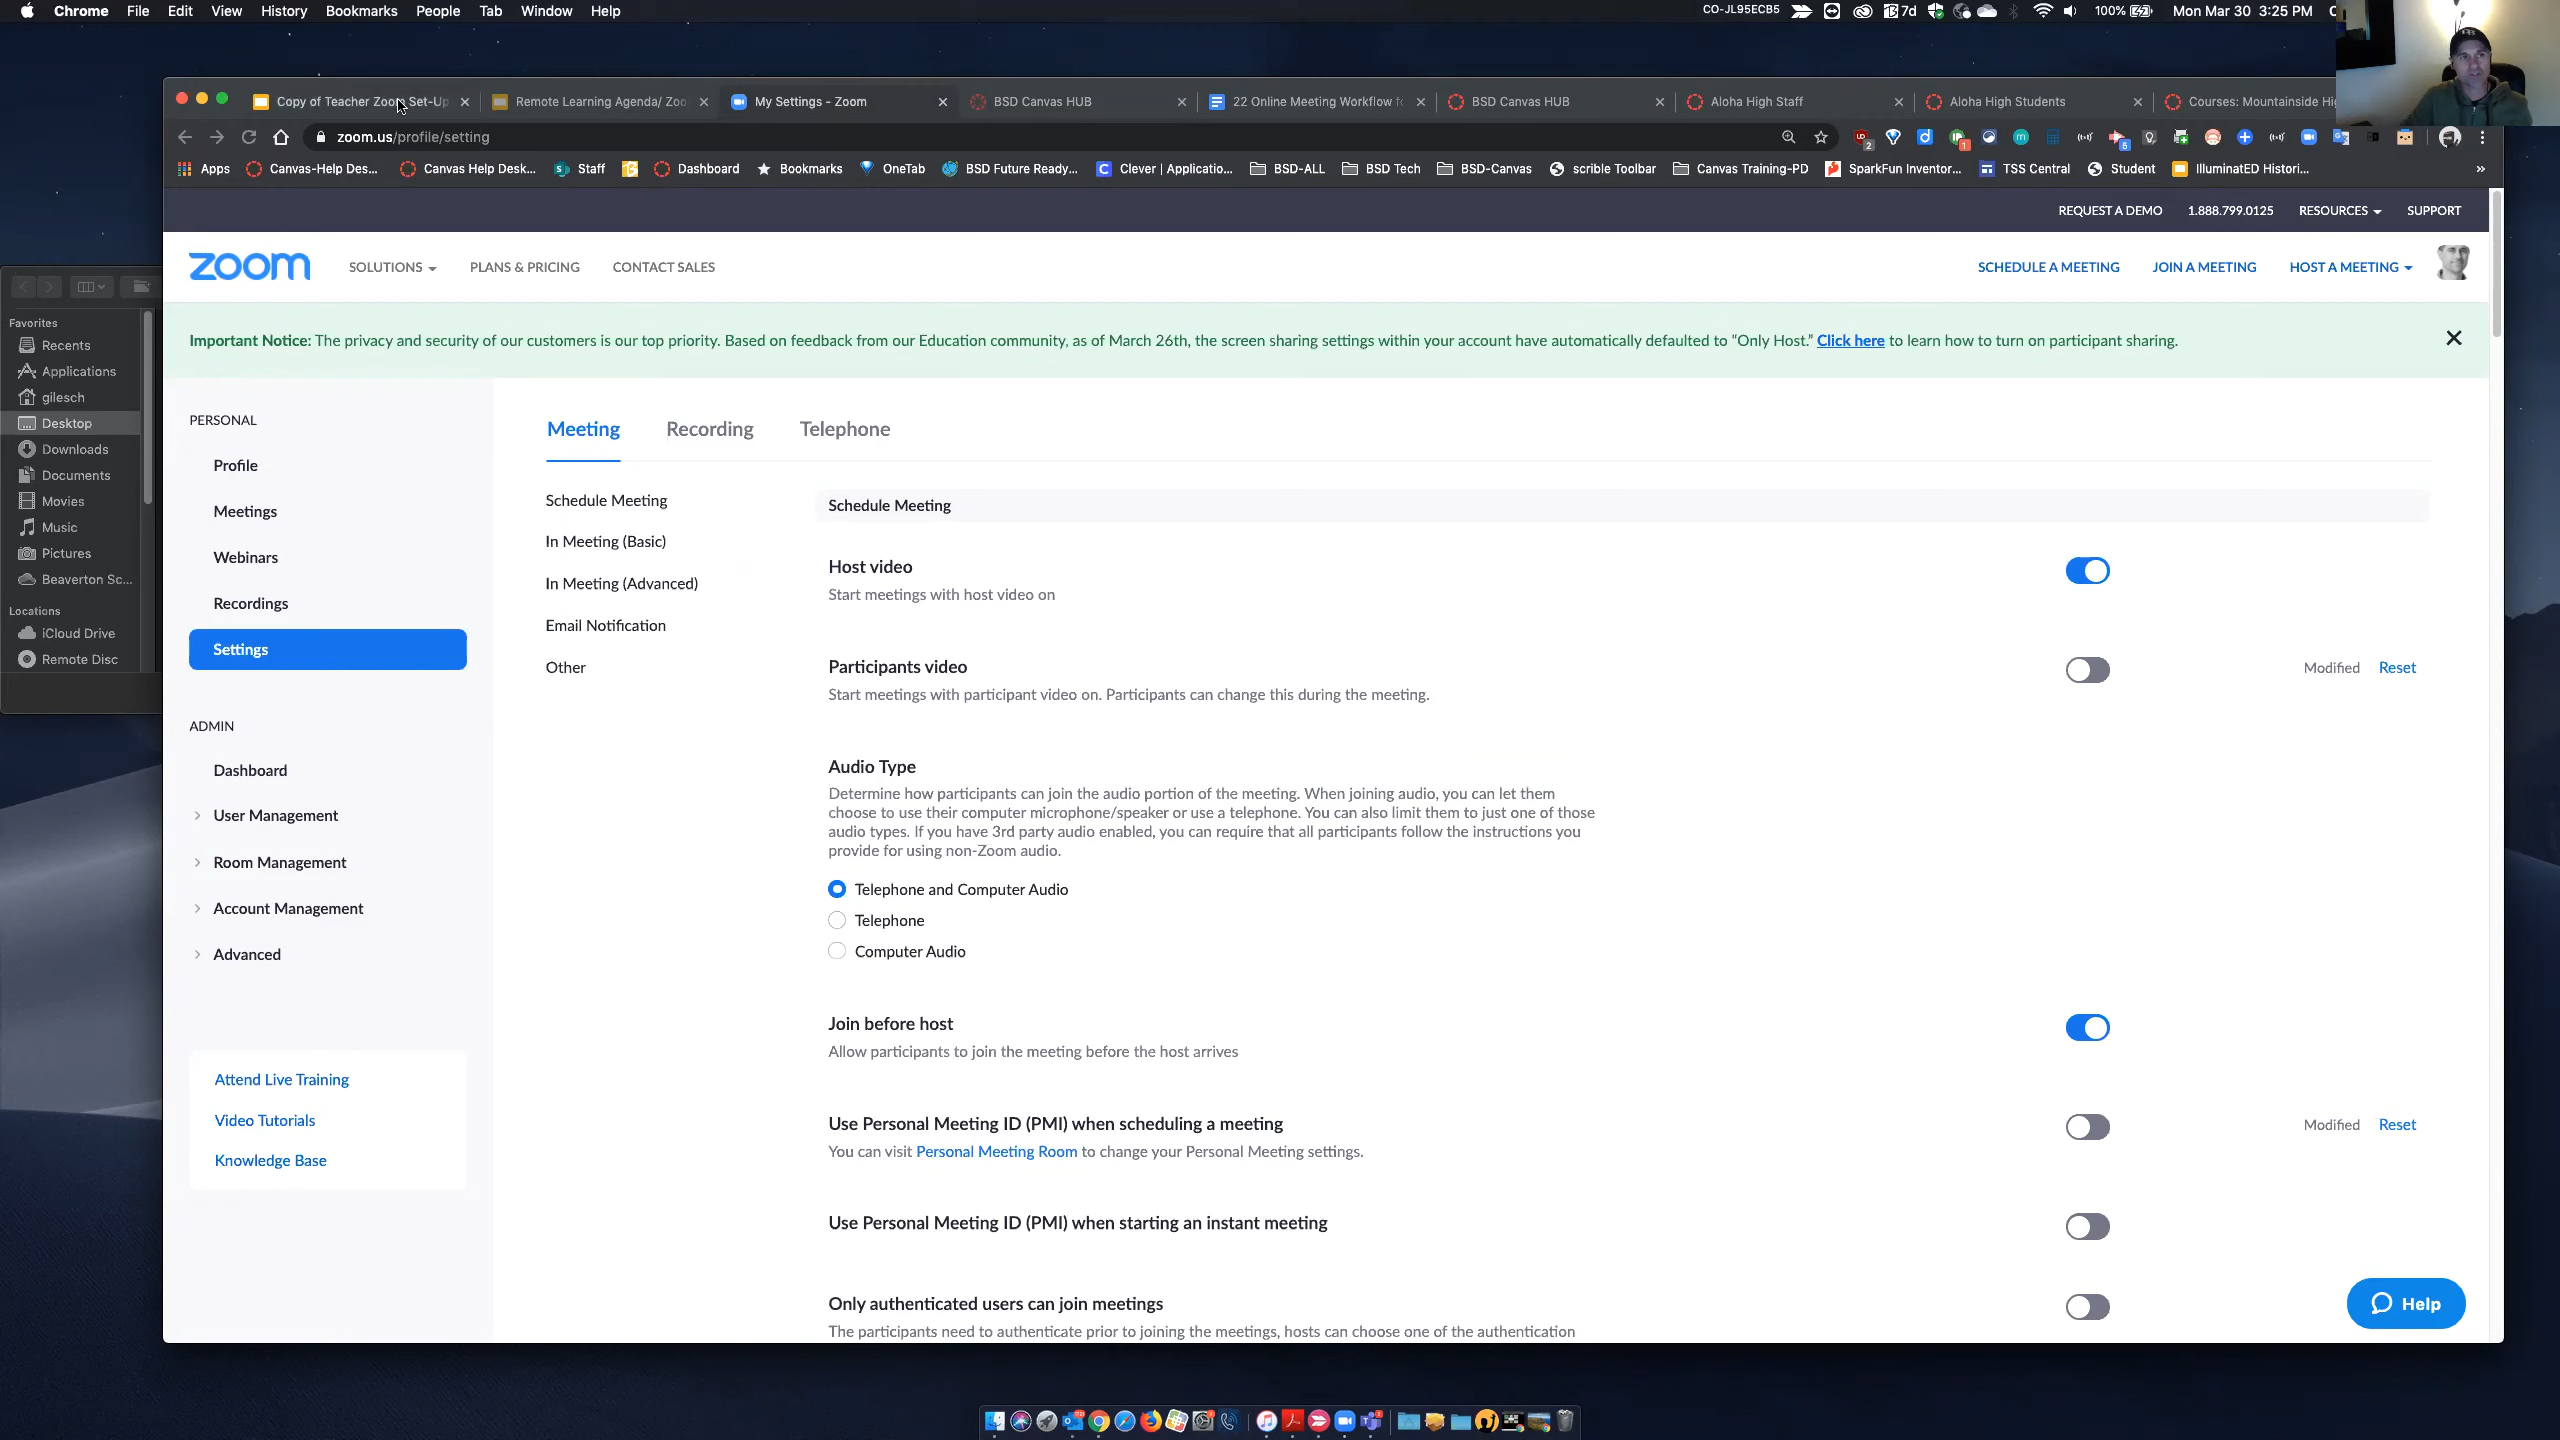 Chrome File Edit View History Bookmarks People Tab Window Help
CO-JL95ECB5 7d 100% Mon Mar 30 3:25 PM
Copy of Teacher Zoom Set-Up
Remote Learning Agenda/ Zoo
My Settings - Zoom
BSD Canvas HUB
22 Online Meeting Workflow fo
BSD Canvas HUB
Aloha High Staff
Aloha High Students
Courses: Mountainside Hig
zoom.us/profile/setting
Apps Canvas-Help Des... Canvas Help Desk... Staff Dashboard Bookmarks OneTab BSD Future Ready... Clever | Applicatio... BSD-ALL BSD Tech BSD-Canvas scrible Toolbar Canvas Training-PD SparkFun Inventor... TSS Central Student IlluminatED Histori... »
REQUEST A DEMO 1.888.799.0125 RESOURCES SUPPORT
zoom SOLUTIONS PLANS & PRICING CONTACT SALES SCHEDULE A MEETING JOIN A MEETING HOST A MEETING
Important Notice: The privacy and security of our customers is our top priority. Based on feedback from our Education community, as of March 26th, the screen sharing settings within your account have automatically defaulted to “Only Host.” Click here to learn how to turn on participant sharing.
Favorites
Recents
Applications
gilesch
Desktop
Downloads
Documents
Movies
Music
Pictures
Beaverton Sc...
Locations
iCloud Drive
Remote Disc
PERSONAL
Profile
Meetings
Webinars
Recordings
Settings
ADMIN
Dashboard
User Management
Room Management
Account Management
Advanced
Attend Live Training
Video Tutorials
Knowledge Base
Meeting Recording Telephone
Schedule Meeting
In Meeting (Basic)
In Meeting (Advanced)
Email Notification
Other
Schedule Meeting
Host video
Start meetings with host video on
Participants video
Start meetings with participant video on. Participants can change this during the meeting.
Modified Reset
Audio Type
Determine how participants can join the audio portion of the meeting. When joining audio, you can let them
choose to use their computer microphone/speaker or use a telephone. You can also limit them to just one of those
audio types. If you have 3rd party audio enabled, you can require that all participants follow the instructions you
provide for using non-Zoom audio.
Telephone and Computer Audio
Telephone
Computer Audio
Join before host
Allow participants to join the meeting before the host arrives
Use Personal Meeting ID (PMI) when scheduling a meeting
You can visit Personal Meeting Room to change your Personal Meeting settings.
Modified Reset
Use Personal Meeting ID (PMI) when starting an instant meeting
Only authenticated users can join meetings
The participants need to authenticate prior to joining the meetings, hosts can choose one of the authentication
Help